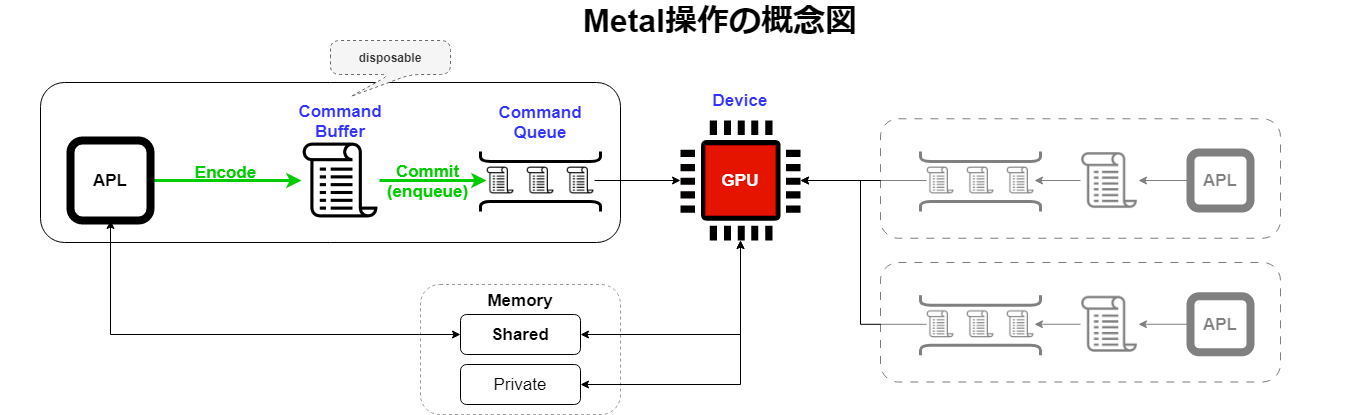 Metal操作の概念図
disposable
Command
Buffer
Command
Queue
Device
APL
Encode
Commit
(enqueue)
GPU
APL
APL
Memory
Shared
Private